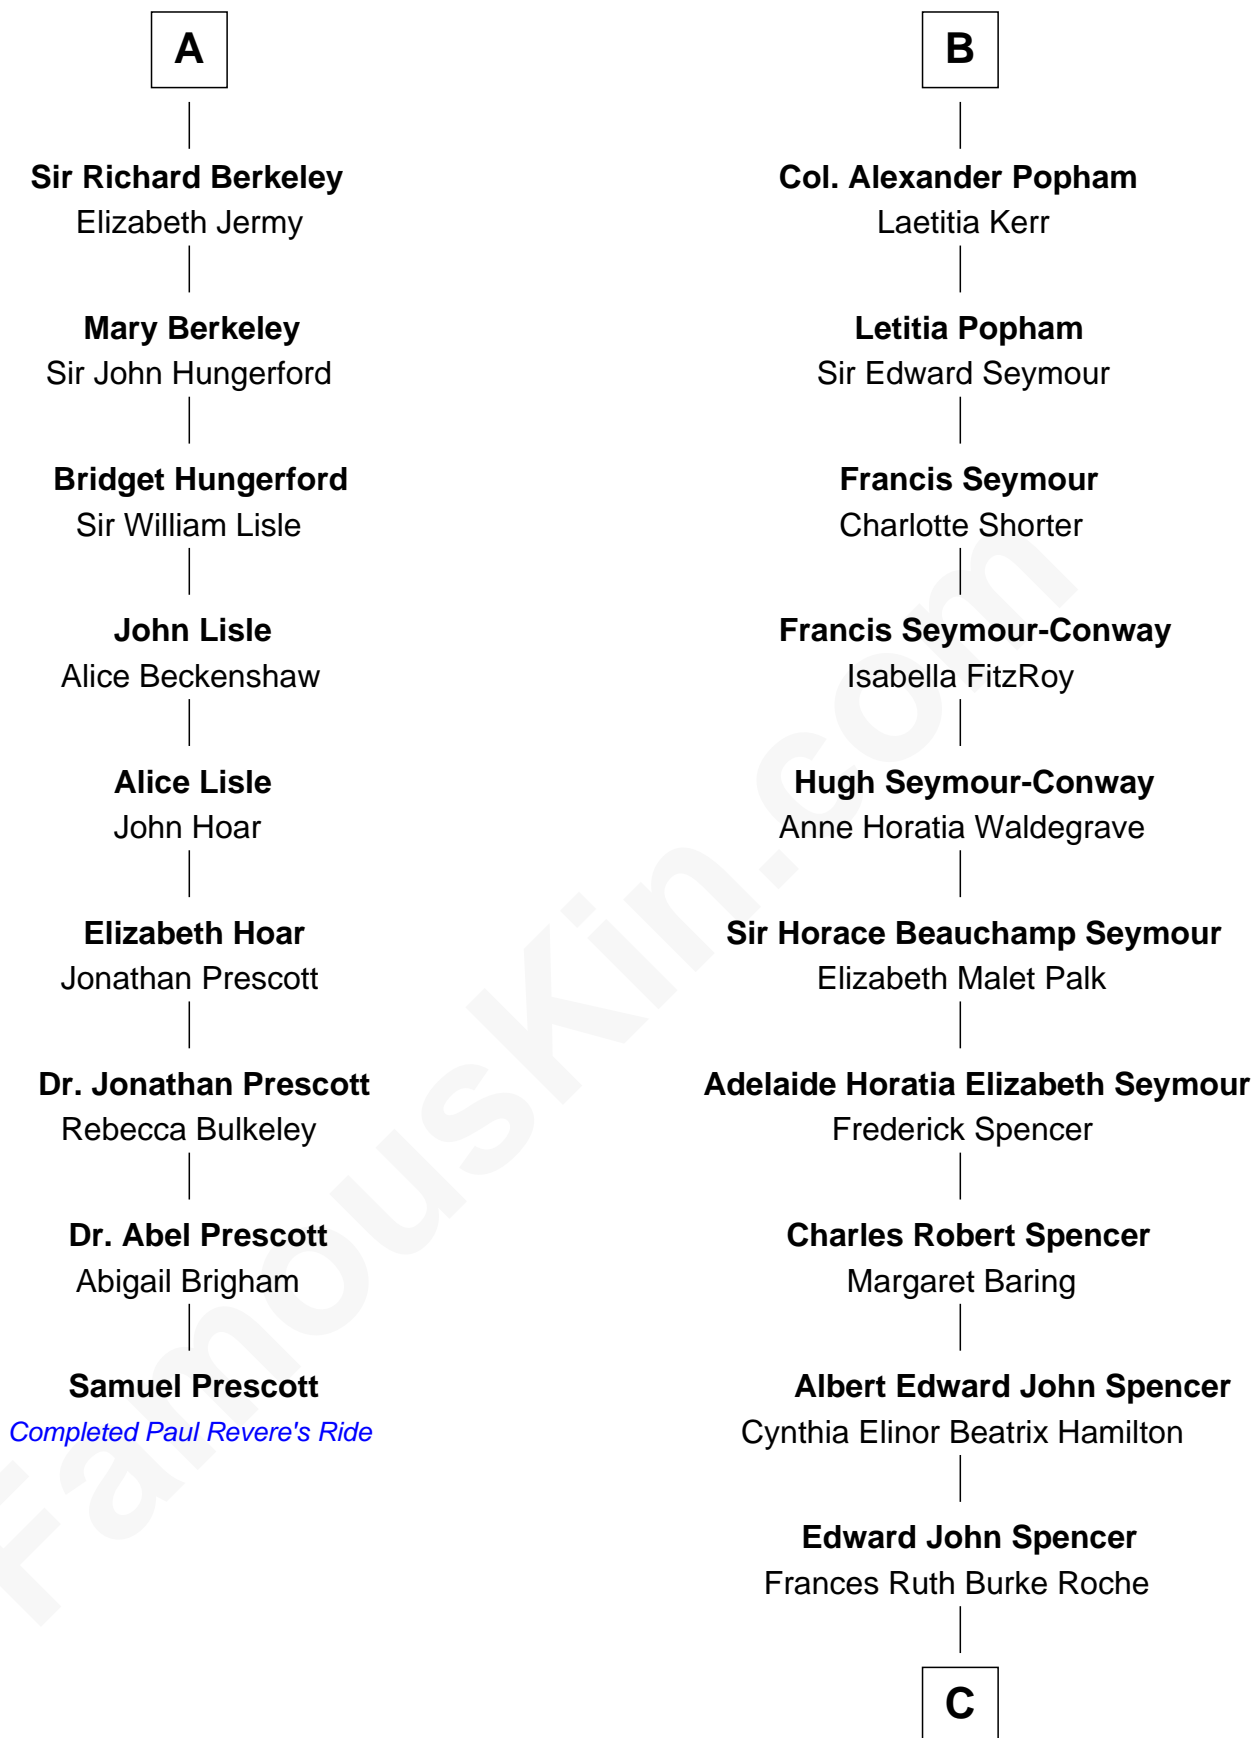 A
Sir Richard Berkeley
Elizabeth Jermy
Mary Berkeley
Sir John Hungerford
Bridget Hungerford
Sir William Lisle
John Lisle
Alice Beckenshaw
Alice Lisle
John Hoar
Elizabeth Hoar
Jonathan Prescott
Dr. Jonathan Prescott
Rebecca Bulkeley
Dr. Abel Prescott
Abigail Brigham
Samuel Prescott
Completed Paul Revere's Ride
B
Col. Alexander Popham
Laetitia Kerr
Letitia Popham
Sir Edward Seymour
Francis Seymour
Charlotte Shorter
Francis Seymour-Conway
Isabella FitzRoy
Hugh Seymour-Conway
Anne Horatia Waldegrave
Sir Horace Beauchamp Seymour
Elizabeth Malet Palk
Adelaide Horatia Elizabeth Seymour
Frederick Spencer
Charles Robert Spencer
Margaret Baring
Albert Edward John Spencer
Cynthia Elinor Beatrix Hamilton
Edward John Spencer
Frances Ruth Burke Roche
C
FamousKin.com